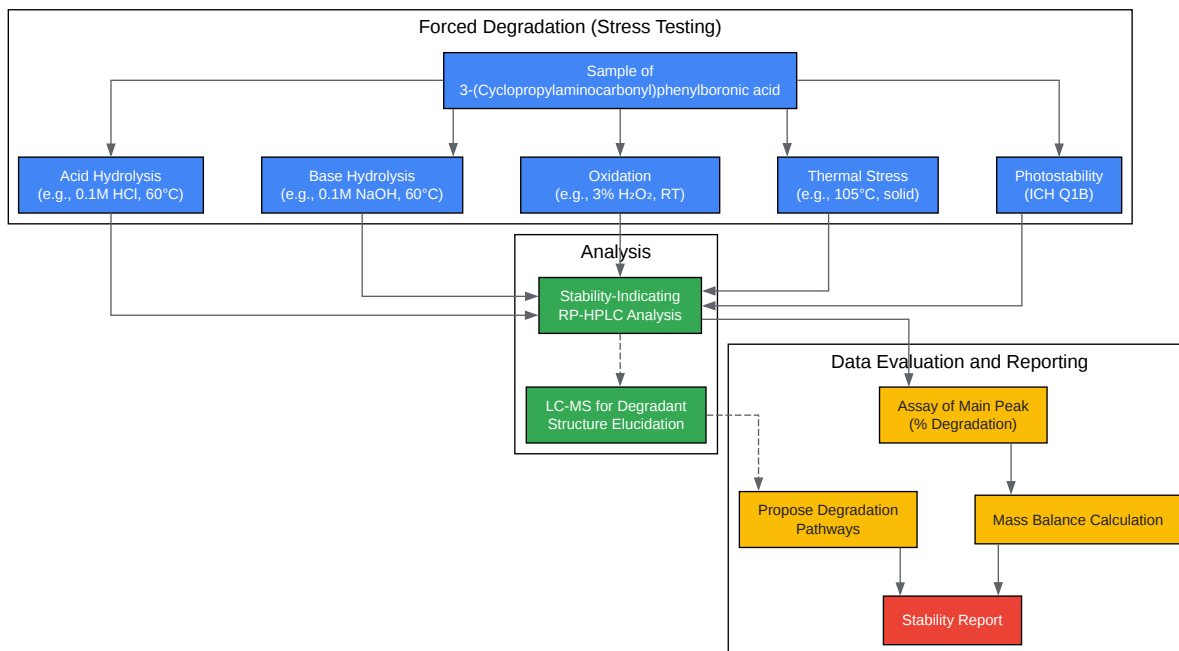 Forced Degradation (Stress Testing)
Sample of
3-(Cyclopropylaminocarbonyl)phenylboronic acid
Acid Hydrolysis
(e.g., 0.1M HCl, 60°C)
Base Hydrolysis
(e.g., 0.1M NaOH, 60°C)
Oxidation
(e.g., 3% H₂O₂, RT)
Thermal Stress
(e.g., 105°C, solid)
Photostability
(ICH Q1B)
Analysis
Stability-Indicating
RP-HPLC Analysis
LC-MS for Degradant
Structure Elucidation
Data Evaluation and Reporting
Assay of Main Peak
(% Degradation)
Propose Degradation
Pathways
Mass Balance Calculation
Stability Report